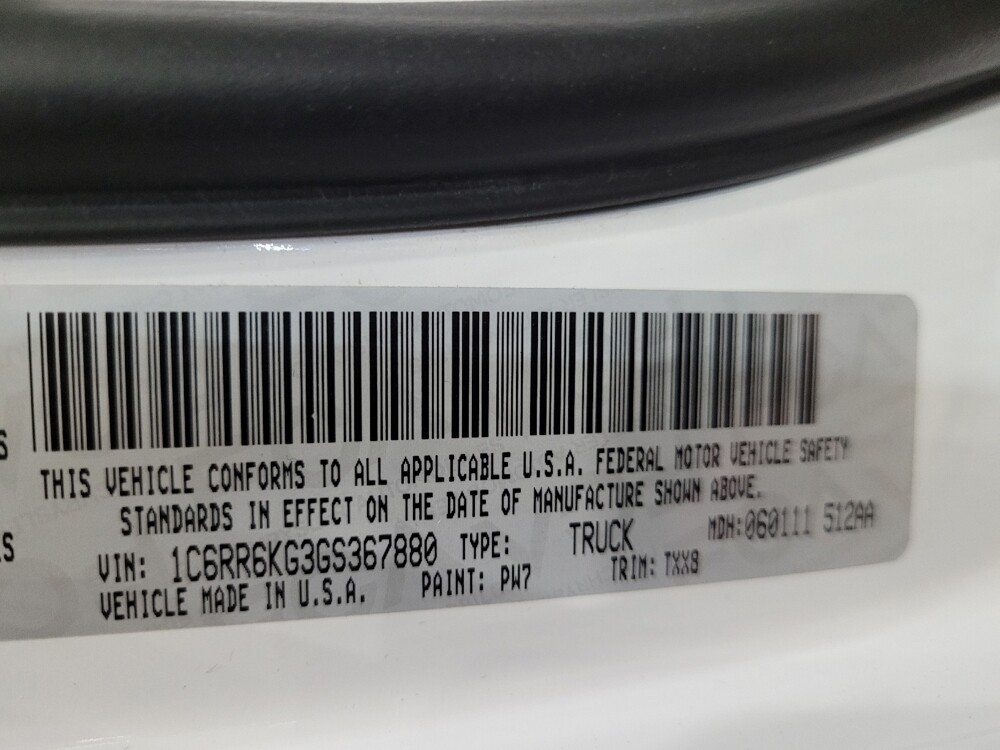 THIS VEHICLE CONFORMS TO ALL APPLICABLE U.S.A. FEDERAL MOTOR VEHICLE SAFETY
STANDARDS IN EFFECT ON THE DATE OF MANUFACTURE SHOWN ABOVE.
VIN: 1C6RR6KG3GS367880 TYPE: TRUCK MDH:060111 512AA
VEHICLE MADE IN U.S.A. PAINT: PW7 TRIM: TXX8